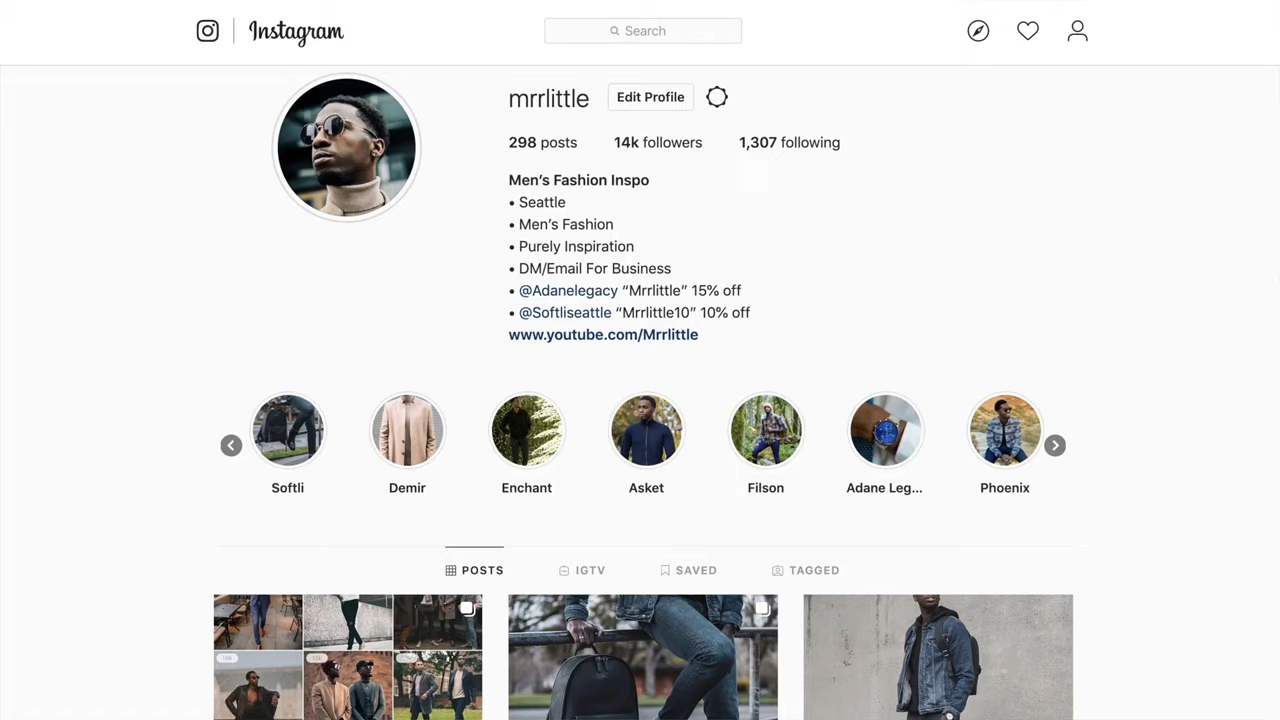 Instagram
Search
mrrlittle
Edit Profile
298 posts
14k followers
1,307 following
Men’s Fashion Inspo
• Seattle
• Men’s Fashion
• Purely Inspiration
• DM/Email For Business
• @Adanelegacy “Mrrlittle” 15% off
• @Softliseattle “Mrrlittle10” 10% off
www.youtube.com/Mrrlittle
Softli
Demir
Enchant
Asket
Filson
Adane Leg...
Phoenix
POSTS
IGTV
SAVED
TAGGED